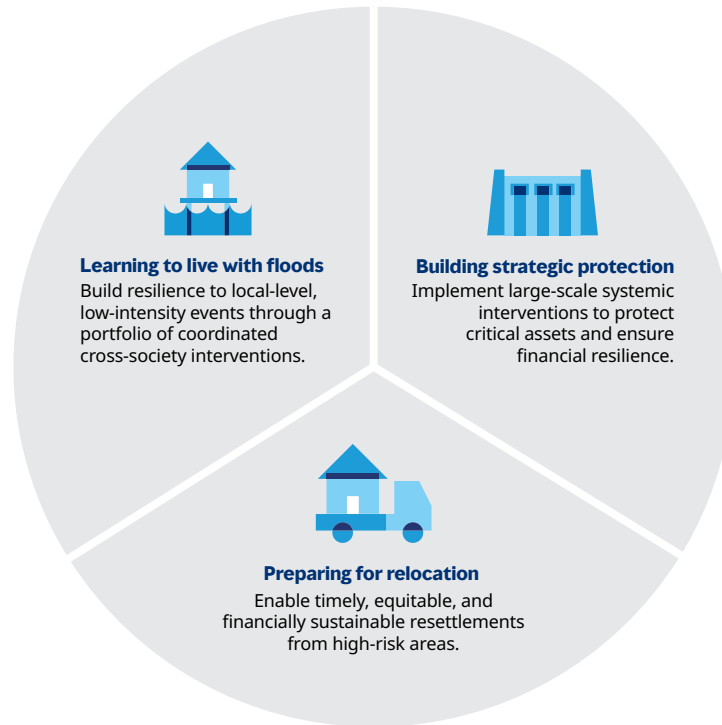 Learning to live with floods
Build resilience to local-level,
low-intensity events through a
portfolio of coordinated
cross-society interventions.
Building strategic protection
Implement large-scale systemic
interventions to protect
critical assets and ensure
financial resilience.
Preparing for relocation
Enable timely, equitable, and
financially sustainable resettlements
from high-risk areas.